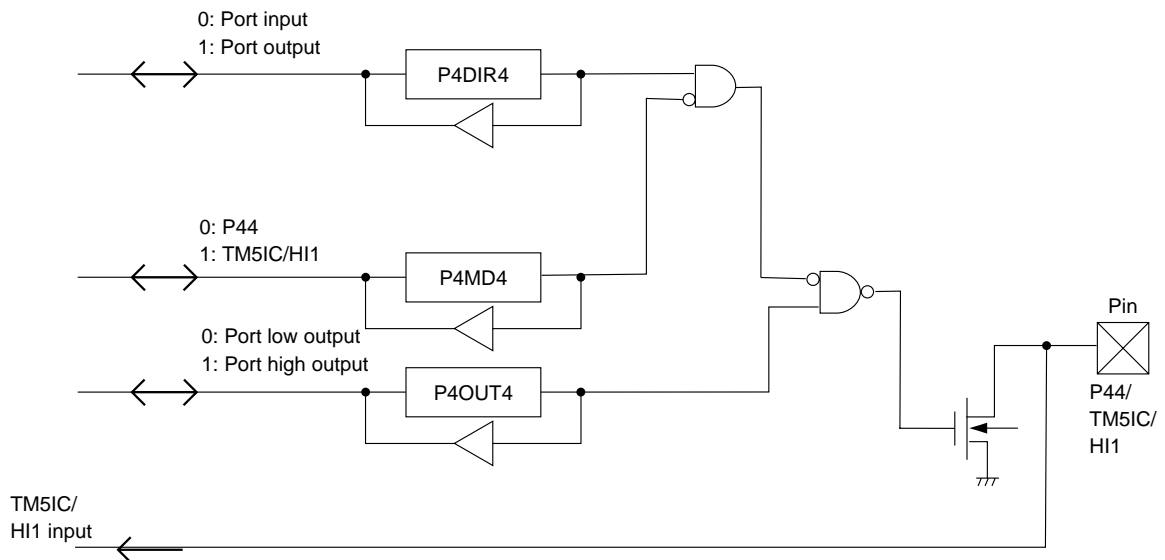 0: Port input
1: Port output
P4DIR4
0: P44
1: TM5IC/HI1
P4MD4
0: Port low output
1: Port high output
P4OUT4
Pin
P44/
TM5IC/
HI1
TM5IC/
HI1 input